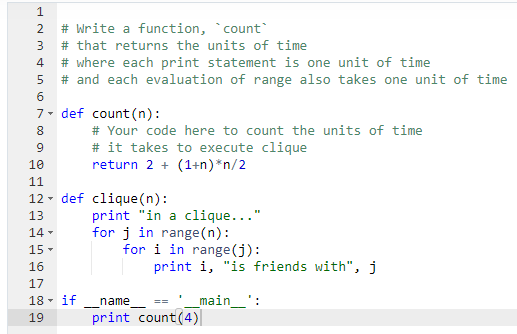 1
2 # Write a function, `count`
3 # that returns the units of time
4 # where each print statement is one unit of time
5 # and each evaluation of range also takes one unit of time
6
7 def count(n):
8     # Your code here to count the units of time
9     # it takes to execute clique
10     return 2 + (1+n)*n/2
11
12 def clique(n):
13     print "in a clique..."
14     for j in range(n):
15         for i in range(j):
16             print i, "is friends with", j
17
18 if __name__ == '__main__':
19     print count(4)